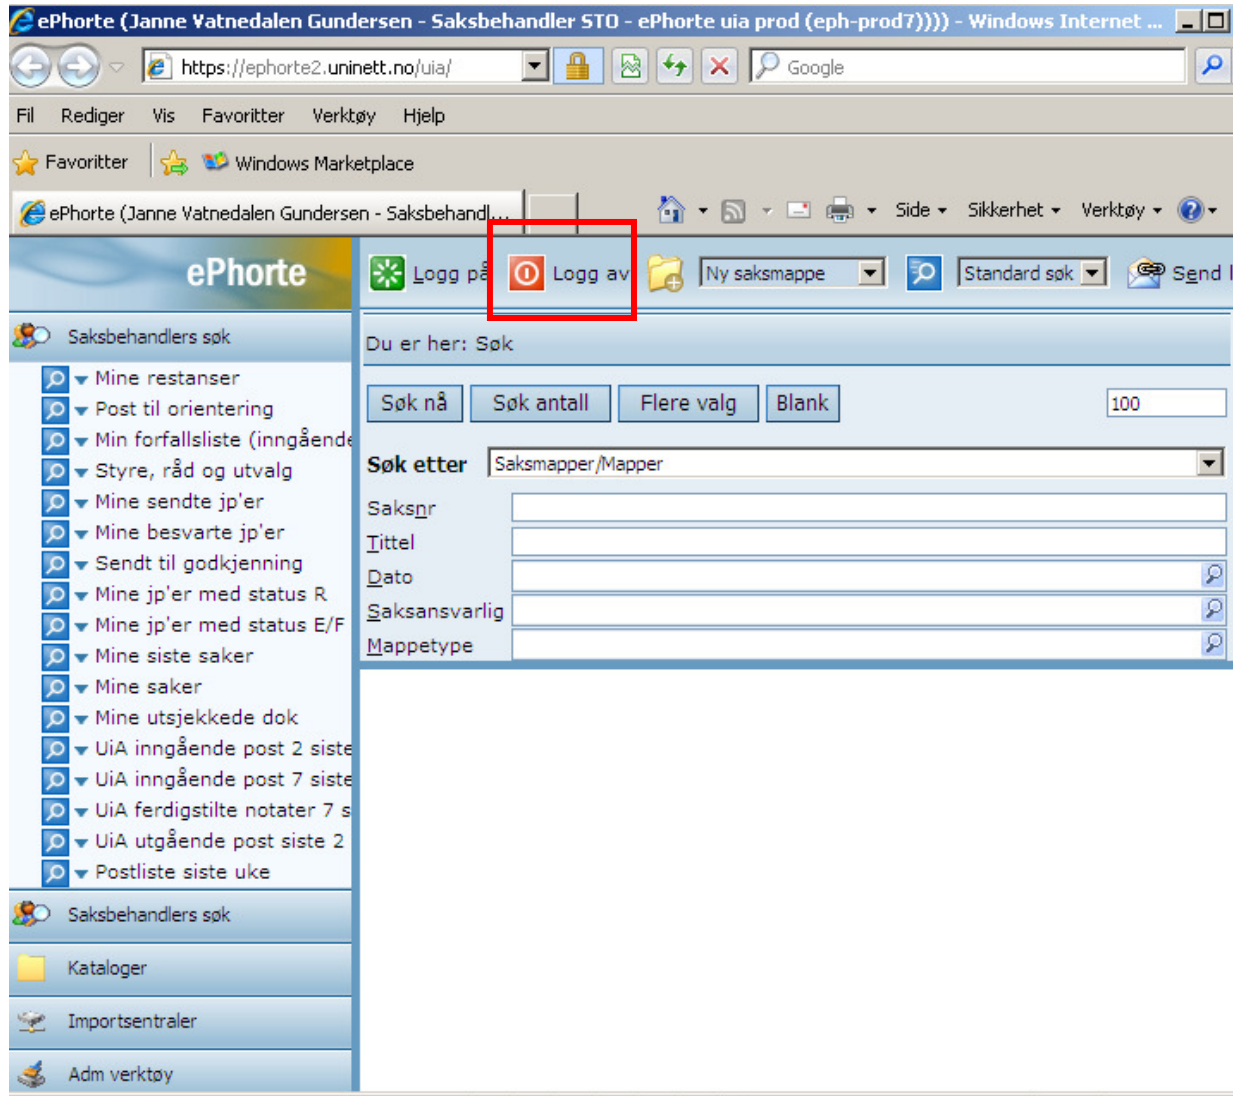 ePhorte (Janne Vatnedalen Gundersen - Saksbehandler STO - ePhorte uia prod (eph-prod7)))) - Windows Internet ...
https://ephorte2.uninett.no/uia/ Google
Fil Rediger Vis Favoritter Verktøy Hjelp
Favoritter Windows Marketplace
ePhorte (Janne Vatnedalen Gundersen - Saksbehandl... Side Sikkerhet Verktøy
ePhorte Logg på Logg av Ny saksmappe Standard søk Send l
Saksbehandlers søk
Mine restanser
Post til orientering
Min forfallsliste (inngående
Styre, råd og utvalg
Mine sendte jp'er
Mine besvarte jp'er
Sendt til godkjenning
Mine jp'er med status R
Mine jp'er med status E/F
Mine siste saker
Mine saker
Mine utsjekkede dok
UiA inngående post 2 siste
UiA inngående post 7 siste
UiA ferdigstilte notater 7 s
UiA utgående post siste 2
Postliste siste uke
Saksbehandlers søk
Kataloger
Importsentraler
Adm verktøy
Du er her: Søk
Søk nå Søk antall Flere valg Blank 100
Søk etter Saksmapper/Mapper
Saksnr
Tittel
Dato
Saksansvarlig
Mappetype